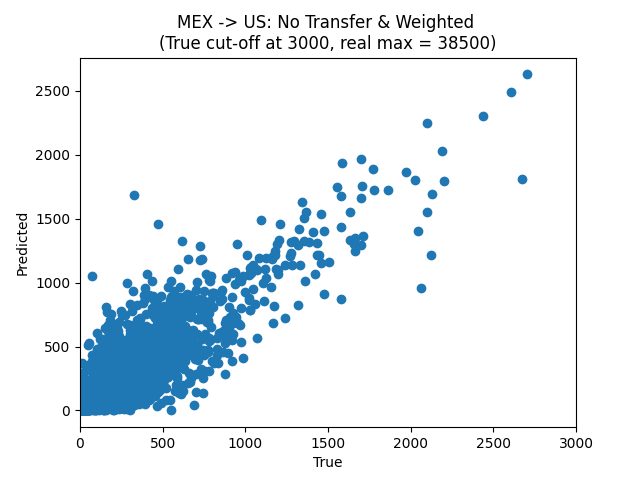 MEX -> US: No Transfer & Weighted
(True cut-off at 3000, real max = 38500)
2500
2000
1500
1000
500
0
Predicted
0 500 1000 1500 2000 2500 3000
True